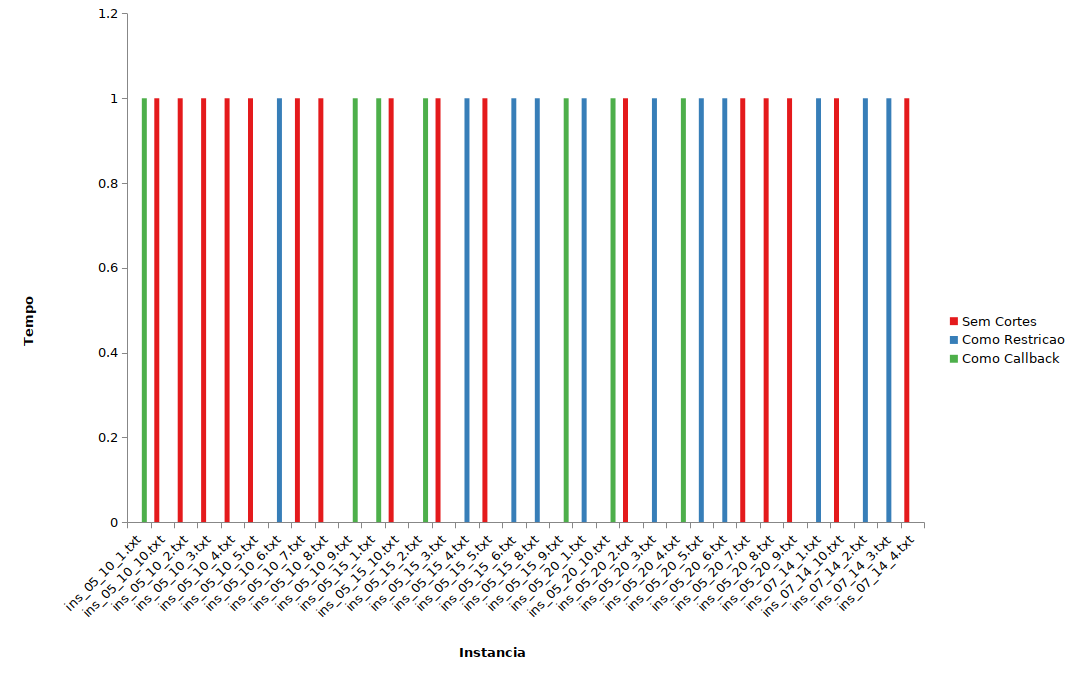 1.2
1
0.8
0.6
0.4
0.2
0
Tempo
Sem Cortes
Como Restricao
Como Callback
ins_05_10_1.txt
ins_05_10_10.txt
ins_05_10_2.txt
ins_05_10_3.txt
ins_05_10_4.txt
ins_05_10_5.txt
ins_05_10_6.txt
ins_05_10_7.txt
ins_05_10_8.txt
ins_05_10_9.txt
ins_05_15_1.txt
ins_05_15_10.txt
ins_05_15_2.txt
ins_05_15_3.txt
ins_05_15_4.txt
ins_05_15_5.txt
ins_05_15_6.txt
ins_05_15_8.txt
ins_05_15_9.txt
ins_05_20_1.txt
ins_05_20_10.txt
ins_05_20_2.txt
ins_05_20_3.txt
ins_05_20_4.txt
ins_05_20_5.txt
ins_05_20_6.txt
ins_05_20_7.txt
ins_05_20_8.txt
ins_05_20_9.txt
ins_07_14_1.txt
ins_07_14_10.txt
ins_07_14_2.txt
ins_07_14_3.txt
ins_07_14_4.txt
Instancia